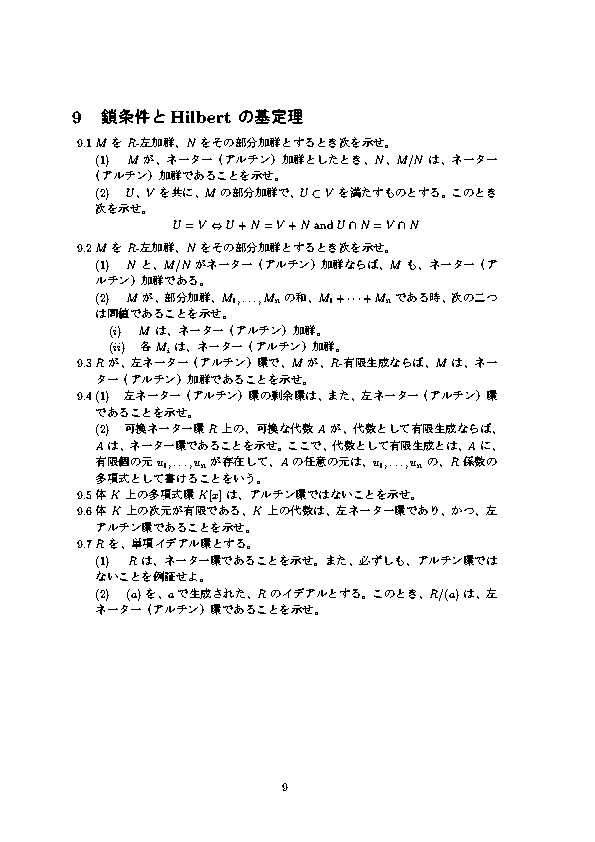 9 鎖条件と Hilbert の基定理
9.1 M を R-左加群、N をその部分加群とするとき次を示せ。
(1) M が、ネーター（アルチン）加群としたとき、N、M/N は、ネーター
（アルチン）加群であることを示せ。
(2) U、V を共に、M の部分加群で、U ⊂ V を満たすものとする。このとき
次を示せ。
U = V ⇔ U + N = V + N and U ∩ N = V ∩ N
9.2 M を R-左加群、N をその部分加群とするとき次を示せ。
(1) N と、M/N がネーター（アルチン）加群ならば、M も、ネーター（ア
ルチン）加群である。
(2) M が、部分加群、M₁, . . . , Mₙ の和、M₁ + · · · + Mₙ である時、次の二つ
は同値であることを示せ。
(i) M は、ネーター（アルチン）加群。
(ii) 各 Mᵢ は、ネーター（アルチン）加群。
9.3 R が、左ネーター（アルチン）環で、M が、R-有限生成ならば、M は、ネー
ター（アルチン）加群であることを示せ。
9.4 (1) 左ネーター（アルチン）環の剰余環は、また、左ネーター（アルチン）環
であることを示せ。
(2) 可換ネーター環 R 上の、可換な代数 A が、代数として有限生成ならば、
A は、ネーター環であることを示せ。ここで、代数として有限生成とは、A に、
有限個の元 u₁, . . . , uₙ が存在して、A の任意の元は、u₁, . . . , uₙ の、R 係数の
多項式として書けることをいう。
9.5 体 K 上の多項式環 K[x] は、アルチン環ではないことを示せ。
9.6 体 K 上の次元が有限である、K 上の代数は、左ネーター環であり、かつ、左
アルチン環であることを示せ。
9.7 R を、単項イデアル環とする。
(1) R は、ネーター環であることを示せ。また、必ずしも、アルチン環では
ないことを例証せよ。
(2) (a) を、a で生成された、R のイデアルとする。このとき、R/(a) は、左
ネーター（アルチン）環であることを示せ。
9